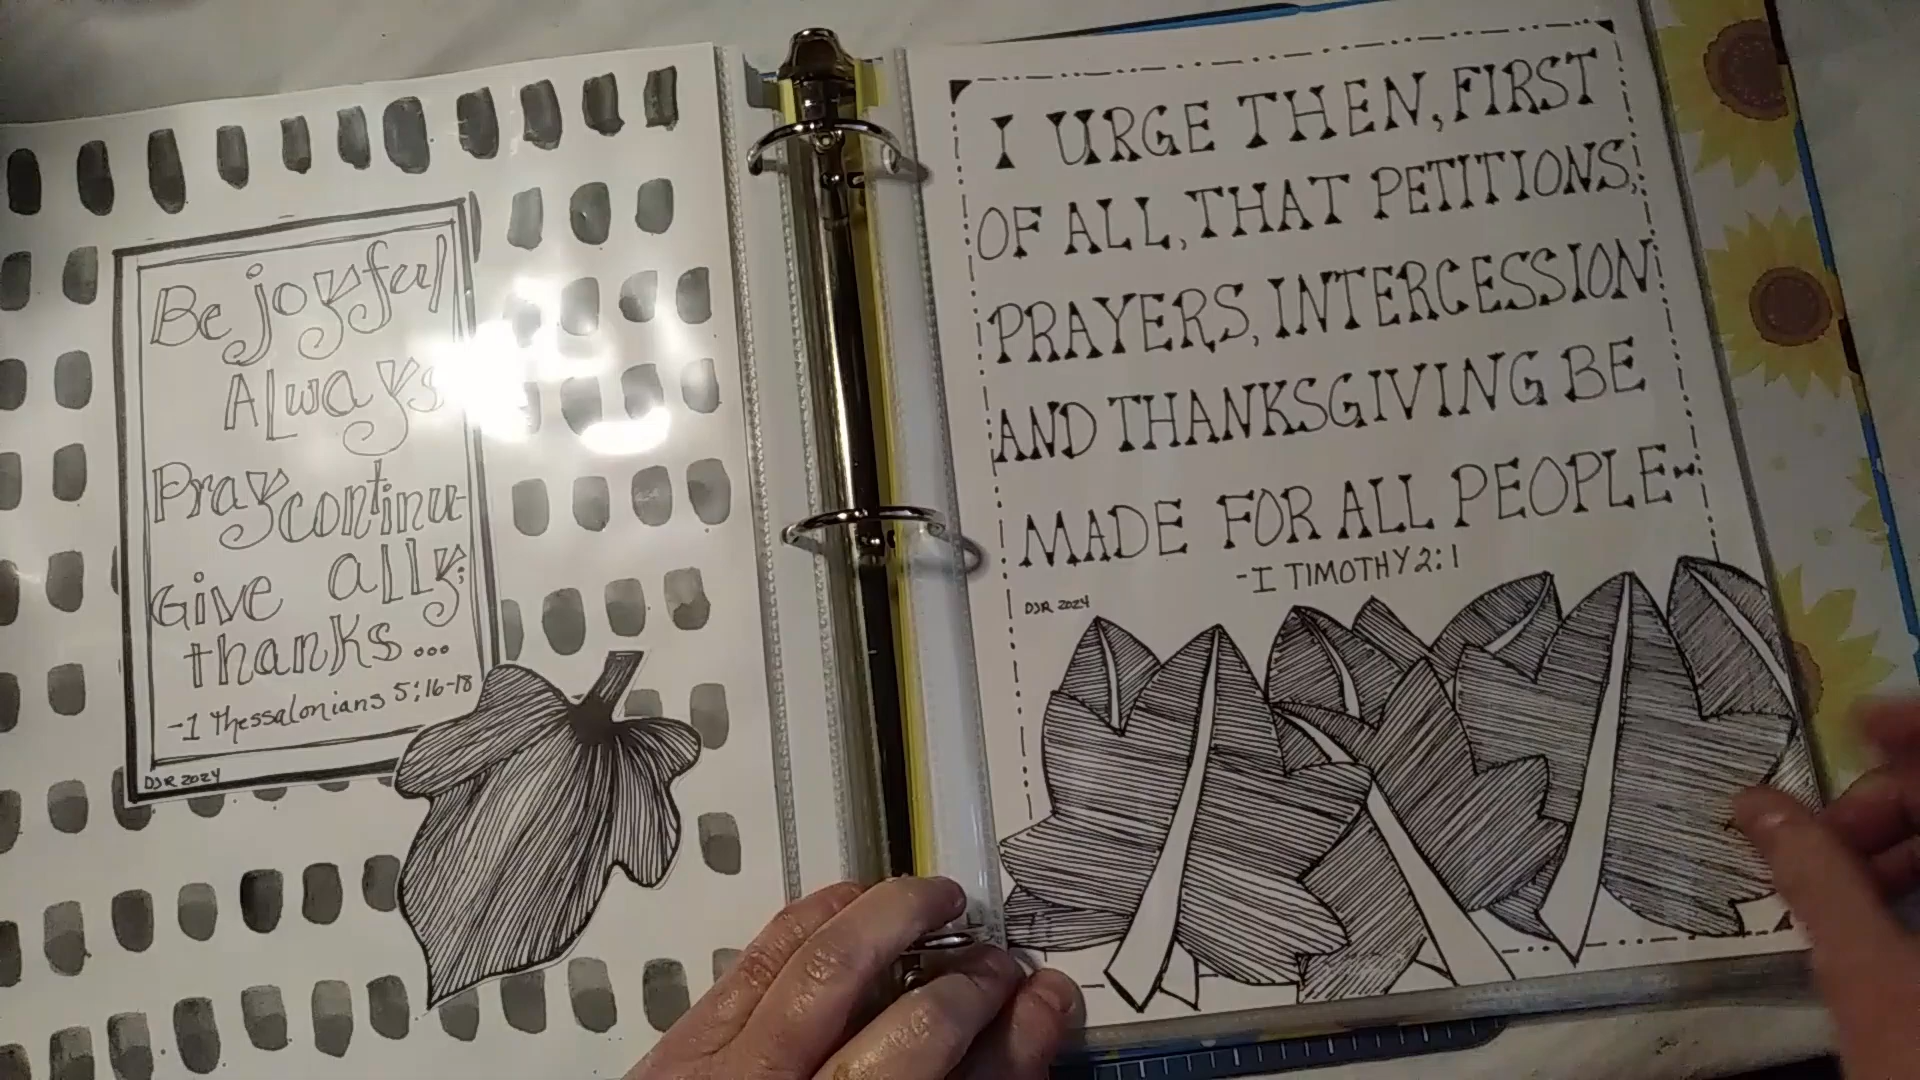 Be joyful
Always
Pray continu-
ally;
Give
thanks...
-1 Thessalonians 5:16-18
DJR 2024
I URGE THEN, FIRST
OF ALL, THAT PETITIONS,
PRAYERS, INTERCESSION
AND THANKSGIVING BE
MADE FOR ALL PEOPLE-
-I TIMOTHY 2:1
DJR 2024